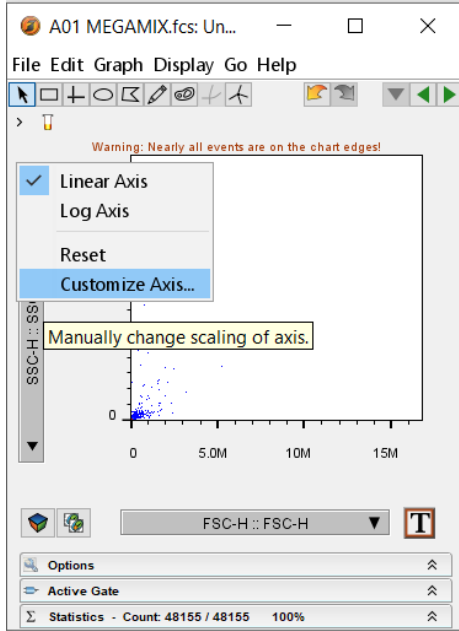 A01 MEGAMIX.fcs: Un...
File Edit Graph Display Go Help
Warning: Nearly all events are on the chart edges!
Linear Axis
Log Axis
Reset
Customize Axis...
Manually change scaling of axis.
SSC-H :: SSC
0
0 5.0M 10M 15M
FSC-H :: FSC-H
T
Options
Active Gate
Σ Statistics - Count: 48155 / 48155 100%